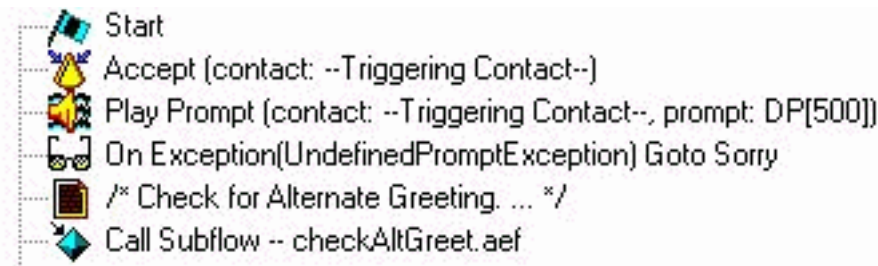 Start
Accept (contact: --Triggering Contact--)
Play Prompt (contact: --Triggering Contact--, prompt: DP[500])
On Exception(UndefinedPromptException) Goto Sorry
/* Check for Alternate Greeting. ... */
Call Subflow -- checkAltGreet.aef